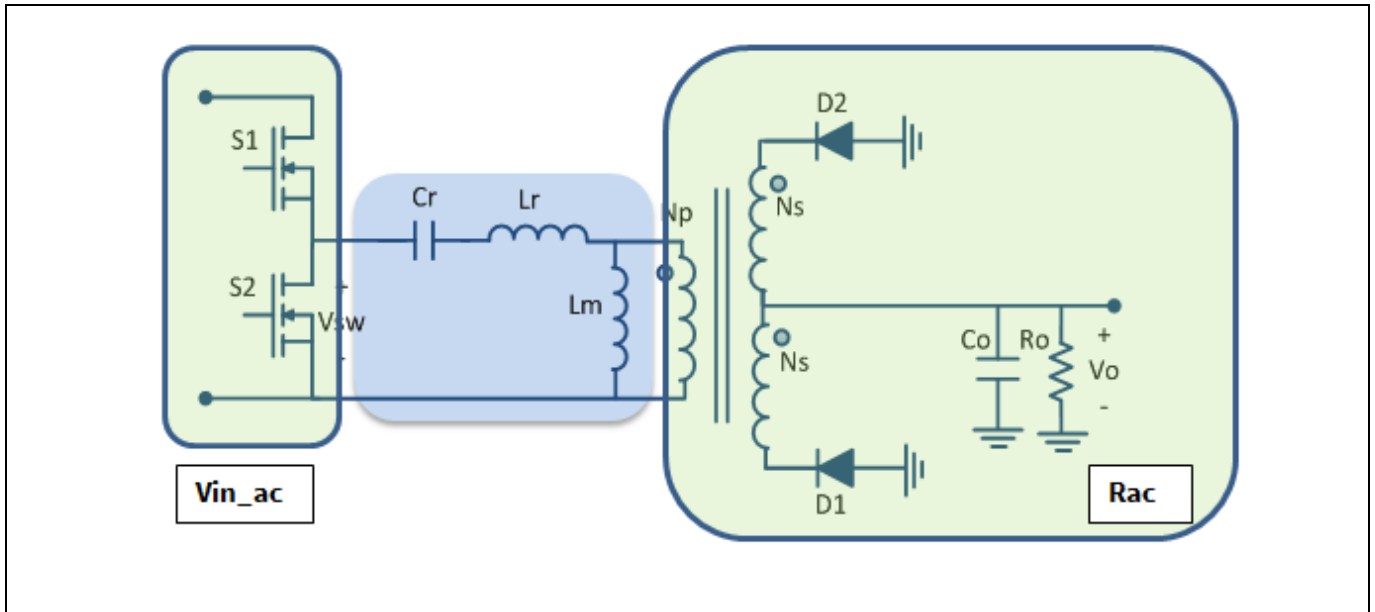 D2
S1
Cr
Lr
Np
Ns
S2
+
Vsw
-
Lm
Ns
Co
Ro
+
Vo
-
D1
Vin_ac
Rac